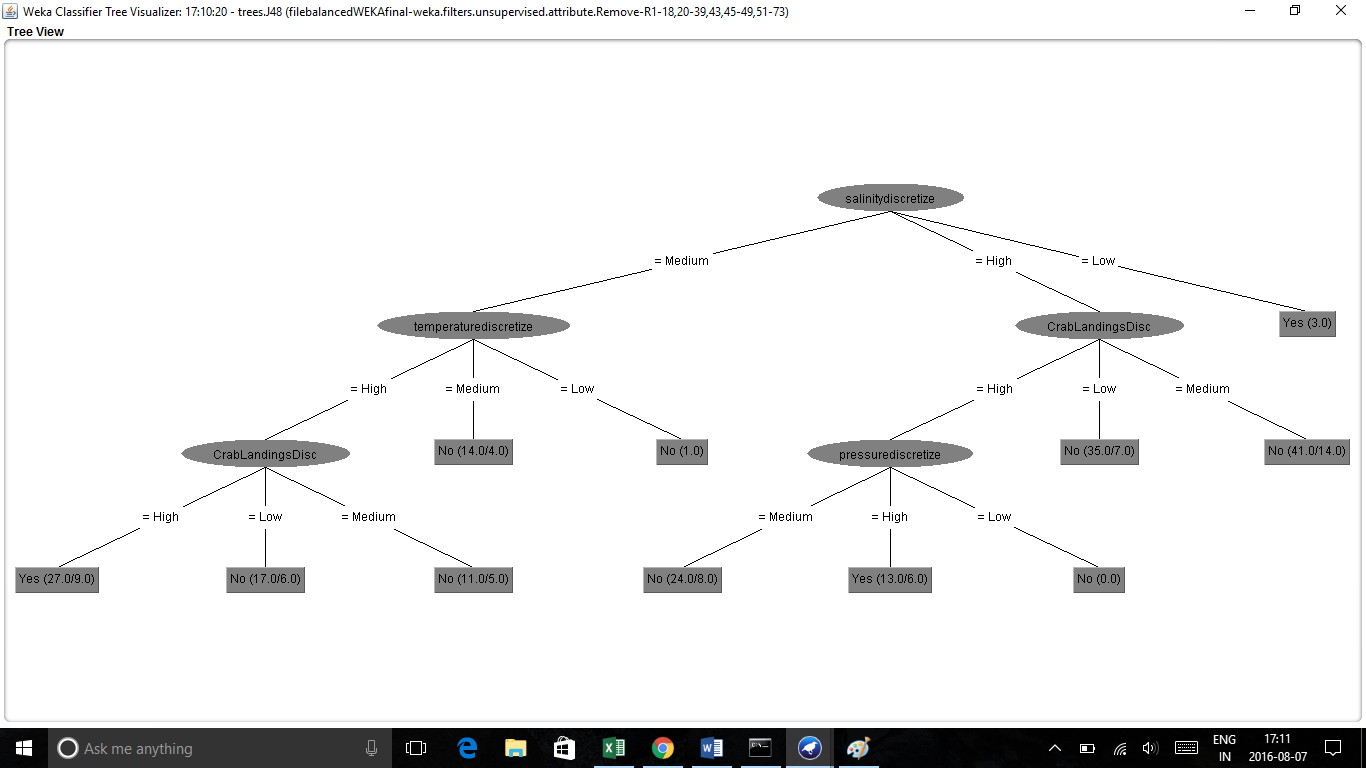 Weka Classifier Tree Visualizer: 17:10:20 - trees.J48 (filebalancedWEKAfinal-weka.filters.unsupervised.attribute.Remove-R1-18,20-39,43,45-49,51-73)
Tree View
salinitydiscretize
= Medium
= High
= Low
temperaturediscretize
CrabLandingsDisc
Yes (3.0)
= High
= Medium
= Low
= High
= Low
= Medium
CrabLandingsDisc
No (14.0/4.0)
No (1.0)
pressurediscretize
No (35.0/7.0)
No (41.0/14.0)
= High
= Low
= Medium
= Medium
= High
= Low
Yes (27.0/9.0)
No (17.0/6.0)
No (11.0/5.0)
No (24.0/8.0)
Yes (13.0/6.0)
No (0.0)
Ask me anything
ENG
IN
17:11
2016-08-07